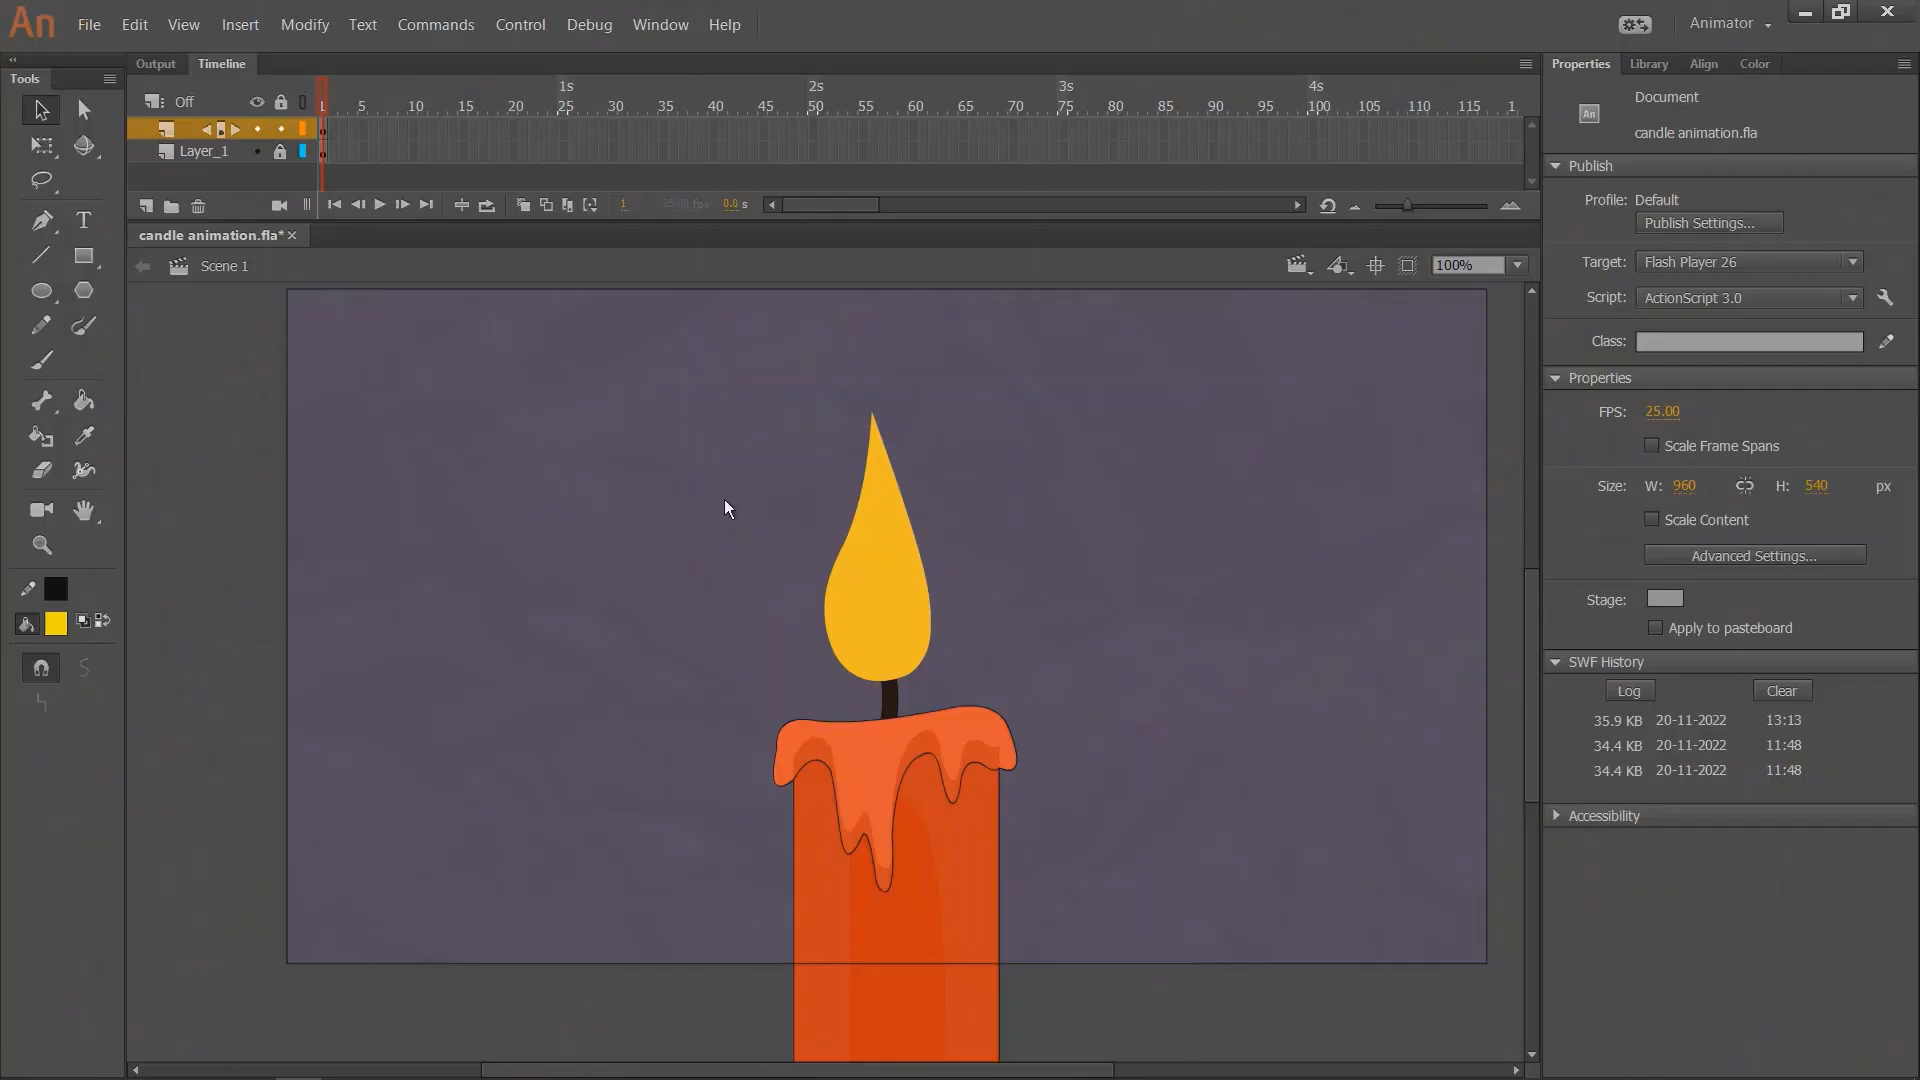 An File Edit View Insert Modify Text Commands Control Debug Window Help Animator
Tools
Output Timeline
Properties Library Align Color
1s 2s 3s 4s
Off
1 5 10 15 20 25 30 35 40 45 50 55 60 65 70 75 80 85 90 95 100 105 110 115 1
Layer_1
1 25.00 fps 0.0 s
candle animation.fla*
Scene 1
100%
T
An
Document
candle animation.fla
Publish
Profile: Default
Publish Settings...
Target: Flash Player 26
Script: ActionScript 3.0
Class:
Properties
FPS: 25.00
Scale Frame Spans
Size: W: 960 H: 540 px
Scale Content
Advanced Settings...
Stage:
Apply to pasteboard
SWF History
Log Clear
35.9 KB 20-11-2022 13:13
34.4 KB 20-11-2022 11:48
34.4 KB 20-11-2022 11:48
Accessibility